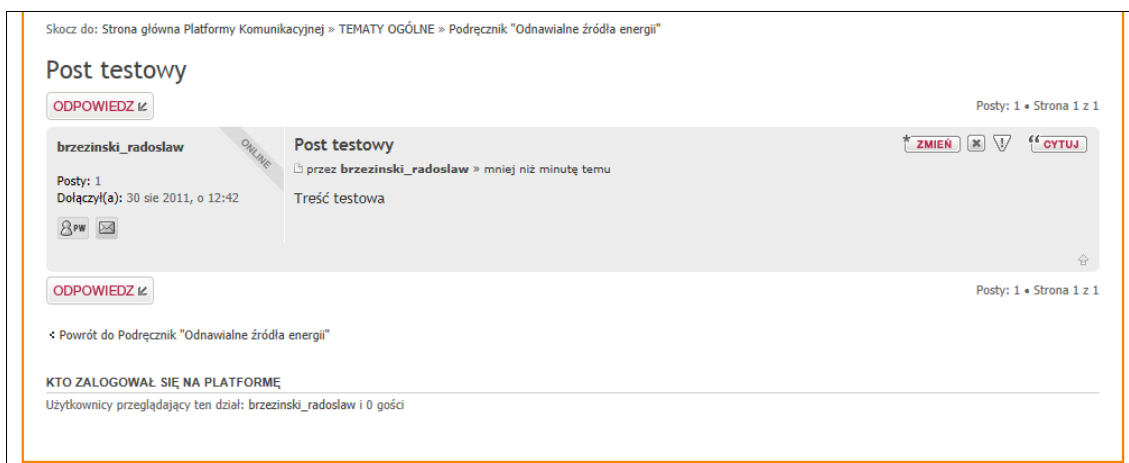 Skocz do: Strona główna Platformy Komunikacyjnej » TEMATY OGÓLNE » Podręcznik "Odnawialne źródła energii"
Post testowy
ODPOWIEDZ
Posty: 1 • Strona 1 z 1
brzezinski_radoslaw
ONLINE
Posty: 1
Dołączył(a): 30 sie 2011, o 12:42
PW
Post testowy
przez brzezinski_radoslaw » mniej niż minutę temu
Treść testowa
* ZMIEŃ
“ CYTUJ
ODPOWIEDZ
Posty: 1 • Strona 1 z 1
Powrót do Podręcznik "Odnawialne źródła energii"
KTO ZALOGOWAŁ SIĘ NA PLATFORMĘ
Użytkownicy przeglądający ten dział: brzezinski_radoslaw i 0 gości